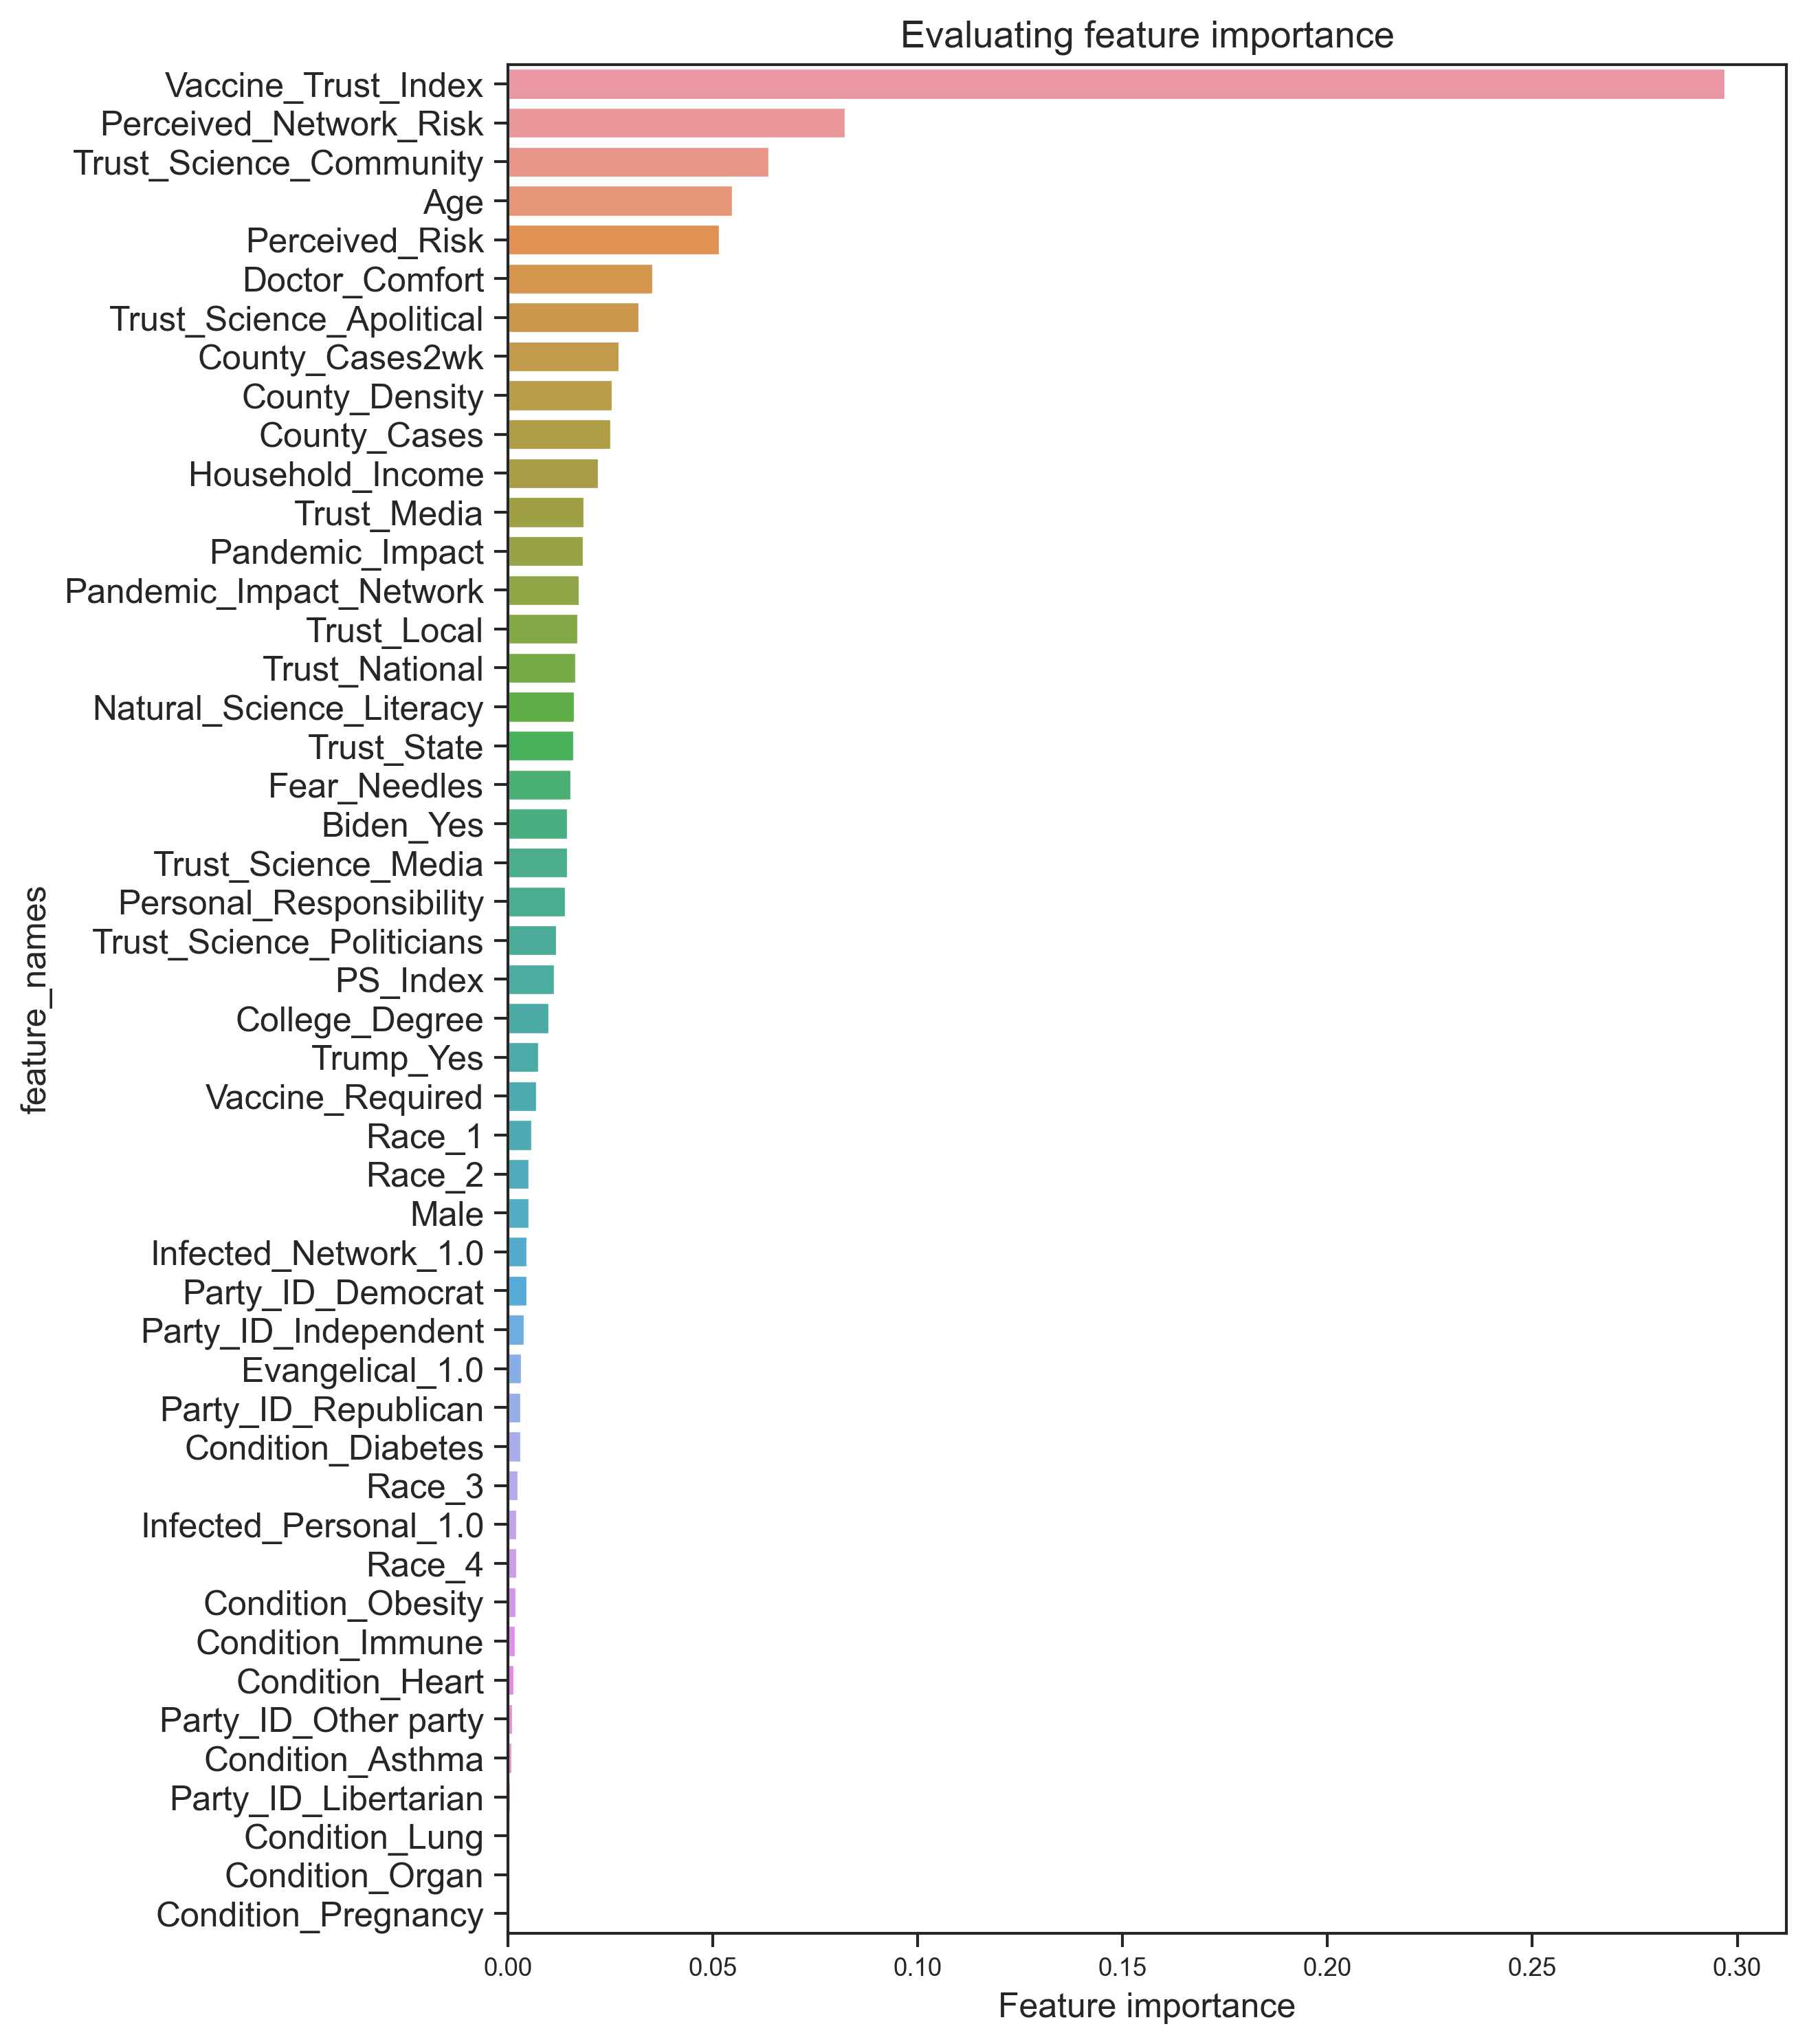 Evaluating feature importance
Vaccine_Trust_Index
Perceived_Network_Risk
Trust_Science_Community
Age
Perceived_Risk
Doctor_Comfort
Trust_Science_Apolitical
County_Cases2wk
County_Density
County_Cases
Household_Income
Trust_Media
Pandemic_Impact
Pandemic_Impact_Network
Trust_Local
Trust_National
Natural_Science_Literacy
Trust_State
Fear_Needles
Biden_Yes
Trust_Science_Media
Personal_Responsibility
Trust_Science_Politicians
PS_Index
College_Degree
Trump_Yes
Vaccine_Required
Race_1
Race_2
Male
Infected_Network_1.0
Party_ID_Democrat
Party_ID_Independent
Evangelical_1.0
Party_ID_Republican
Condition_Diabetes
Race_3
Infected_Personal_1.0
Race_4
Condition_Obesity
Condition_Immune
Condition_Heart
Party_ID_Other party
Condition_Asthma
Party_ID_Libertarian
Condition_Lung
Condition_Organ
Condition_Pregnancy
feature_names
0.00 0.05 0.10 0.15 0.20 0.25 0.30
Feature importance